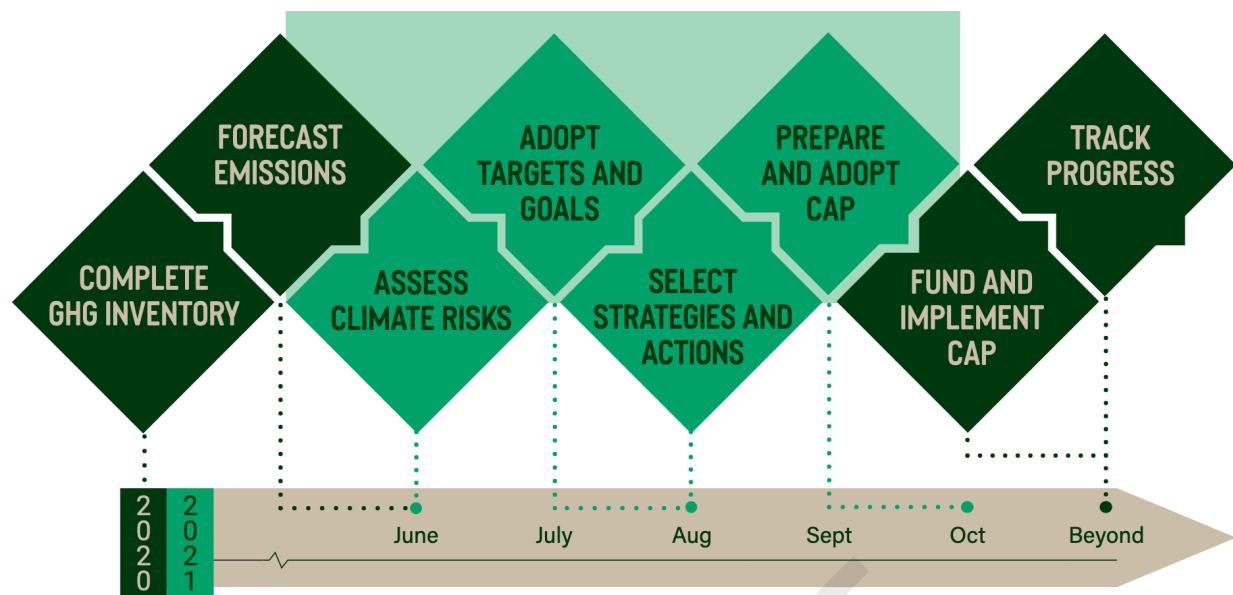 FORECAST
EMISSIONS
ADOPT
TARGETS AND
GOALS
PREPARE
AND ADOPT
CAP
TRACK
PROGRESS
COMPLETE
GHG INVENTORY
ASSESS
CLIMATE RISKS
SELECT
STRATEGIES AND
ACTIONS
FUND AND
IMPLEMENT
CAP
2020
2021
June
July
Aug
Sept
Oct
Beyond